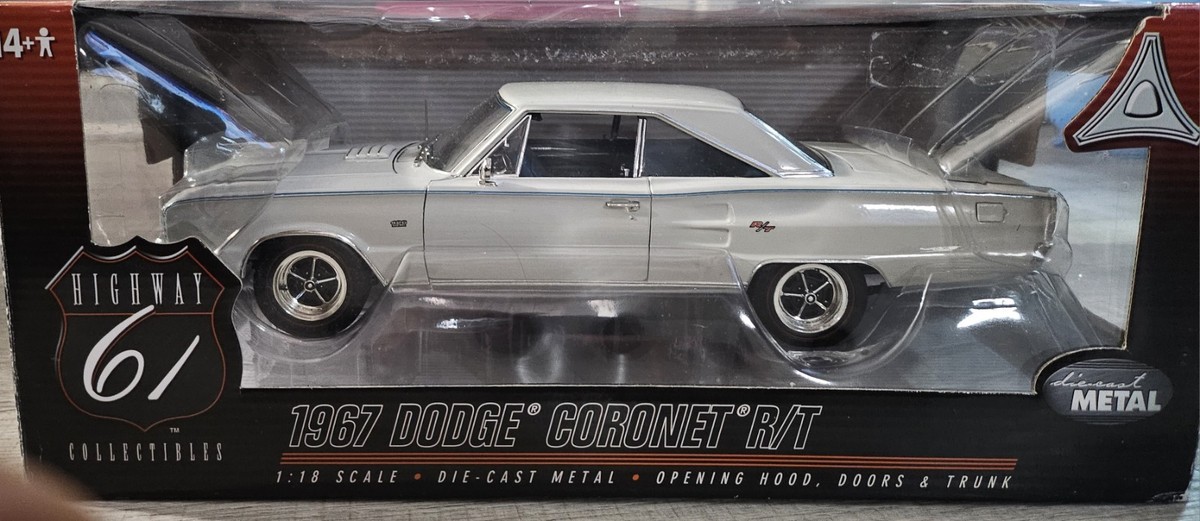 14+
HIGHWAY
61
™
COLLECTIBLES
R/T
die-cast
METAL
1967 DODGE® CORONET® R/T
1:18 SCALE • DIE-CAST METAL • OPENING HOOD, DOORS & TRUNK